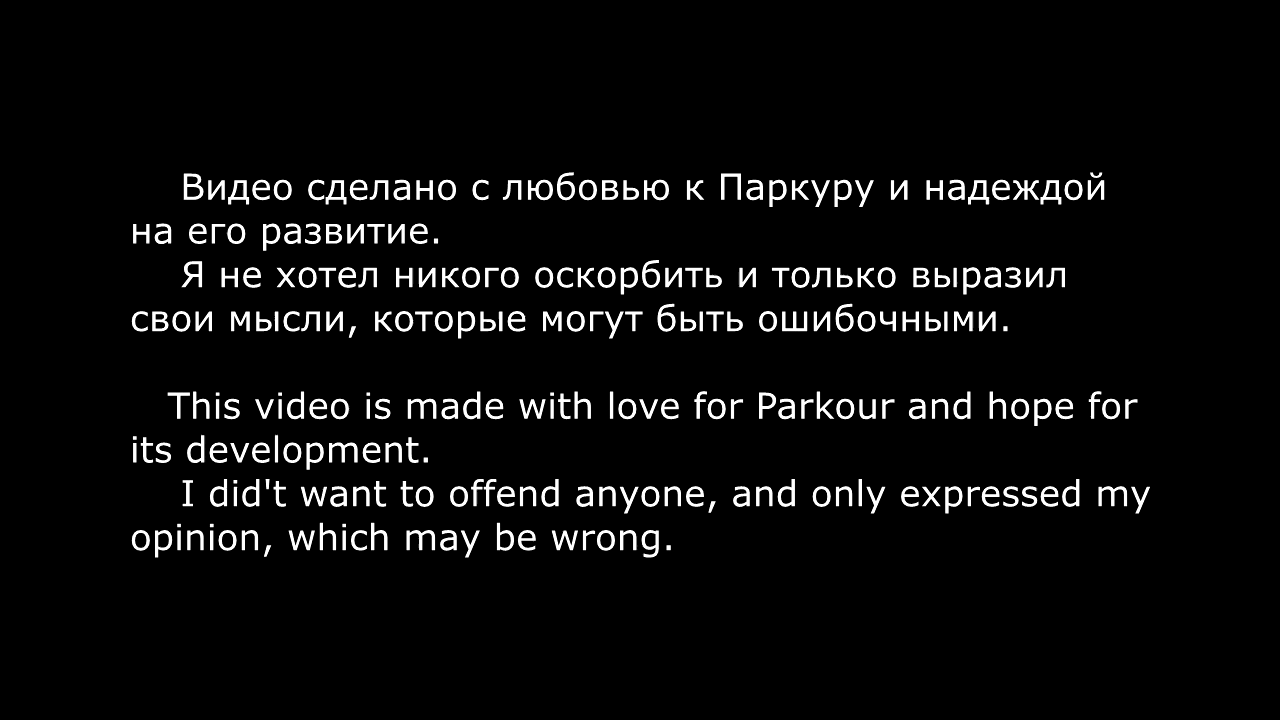 Видео сделано с любовью к Паркуру и надеждой
на его развитие.
Я не хотел никого оскорбить и только выразил
свои мысли, которые могут быть ошибочными.
This video is made with love for Parkour and hope for
its development.
I did't want to offend anyone, and only expressed my
opinion, which may be wrong.